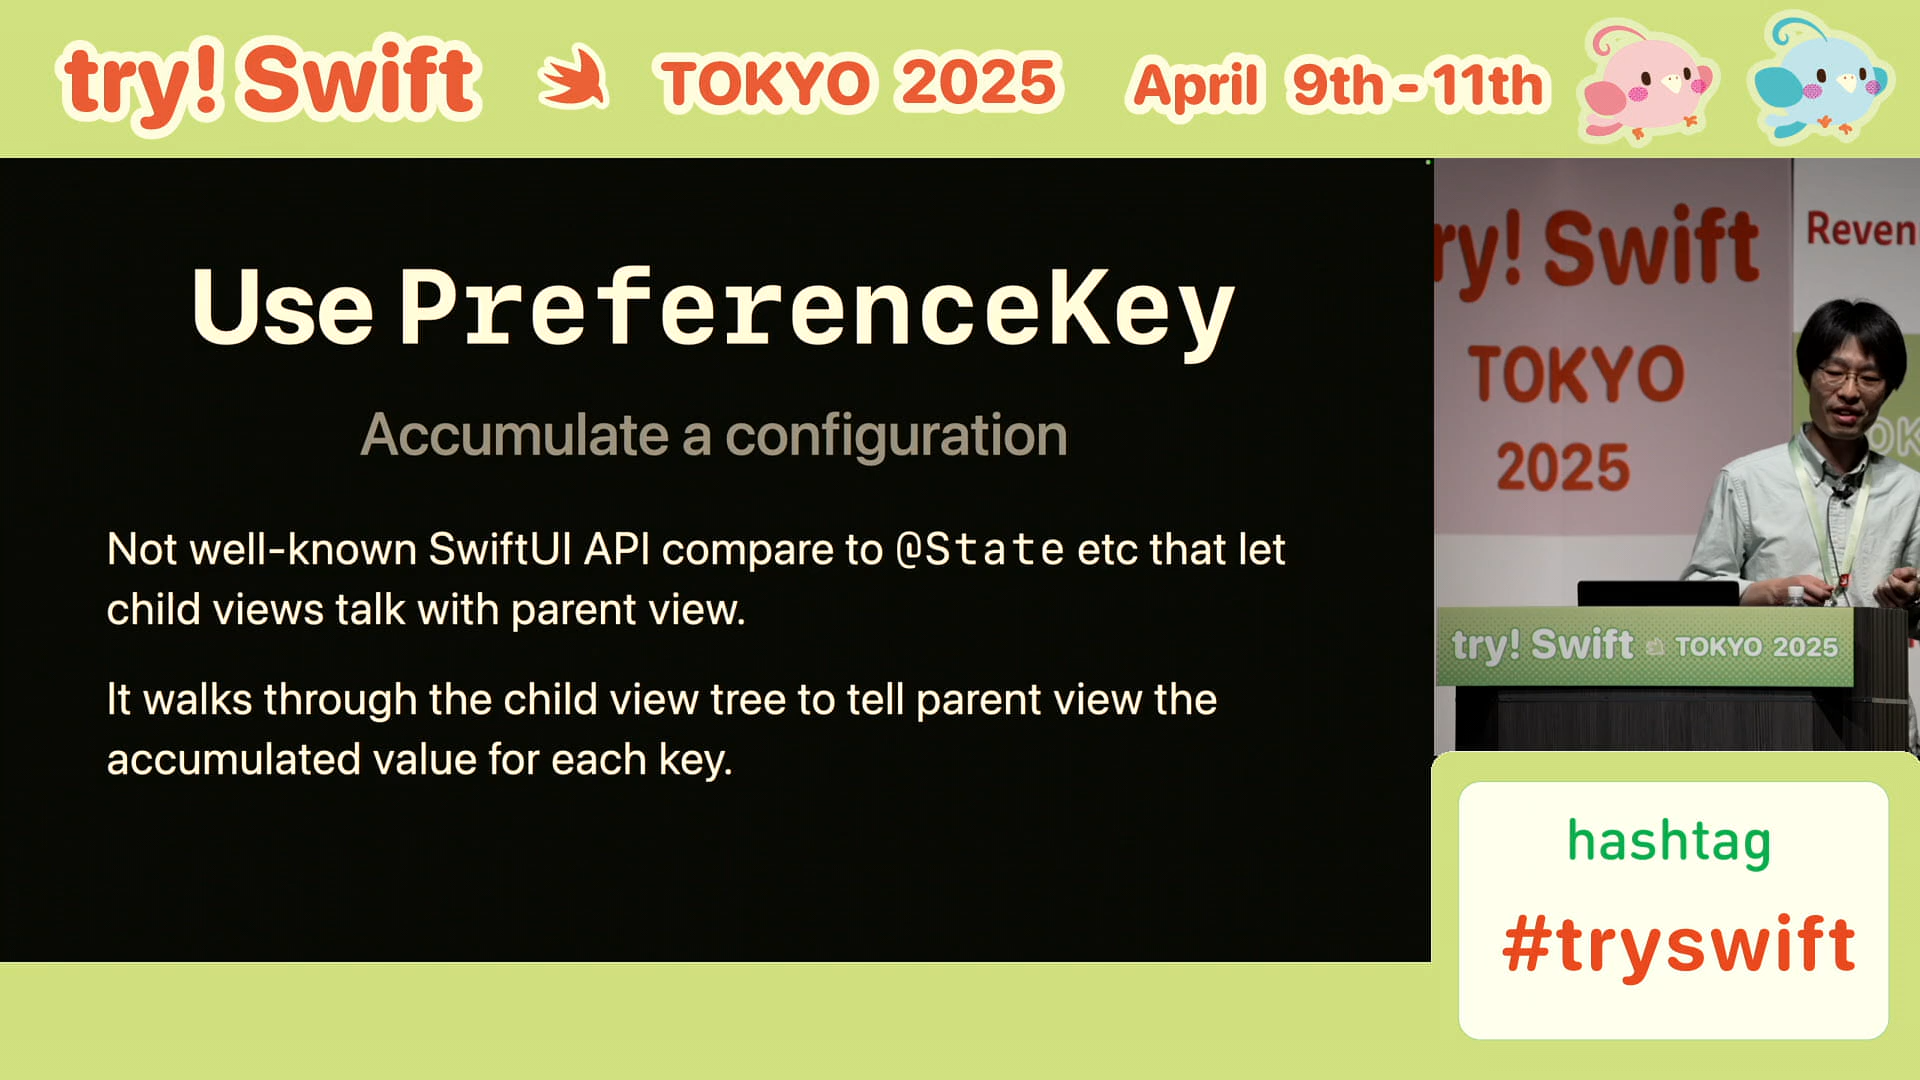 try! Swift TOKYO 2025 April 9th-11th
Use PreferenceKey
Accumulate a configuration
Not well-known SwiftUI API compare to @State etc that let
child views talk with parent view.
It walks through the child view tree to tell parent view the
accumulated value for each key.
ry! Swift
TOKYO
2025
Reven
OK
try! Swift TOKYO 2025
hashtag
#tryswift